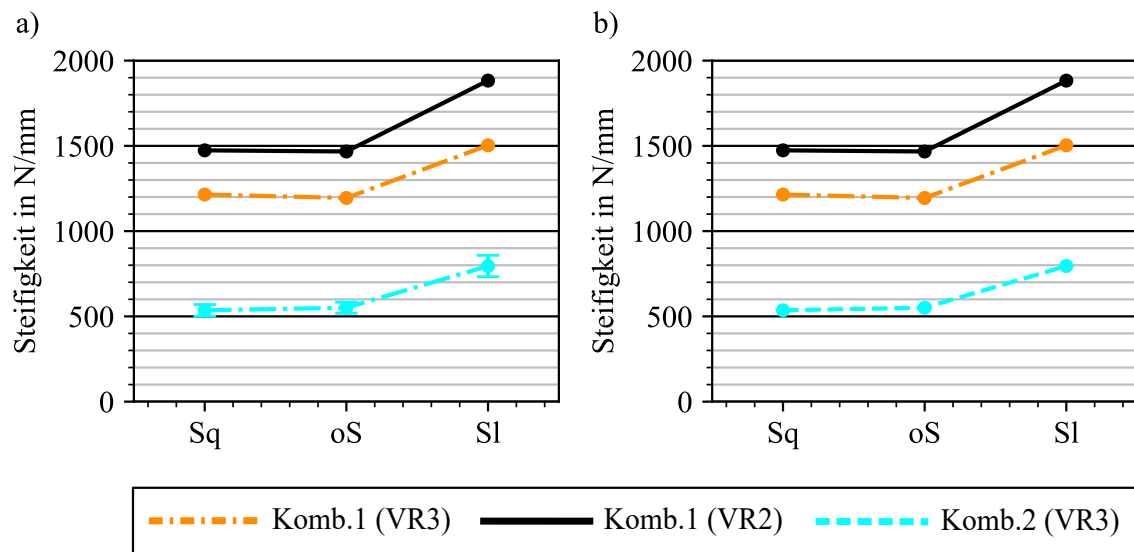 a)
b)
Steifigkeit in N/mm
2000
1500
1000
500
0
Sq oS Sl
Steifigkeit in N/mm
2000
1500
1000
500
0
Sq oS Sl
Komb.1 (VR3) Komb.1 (VR2) Komb.2 (VR3)